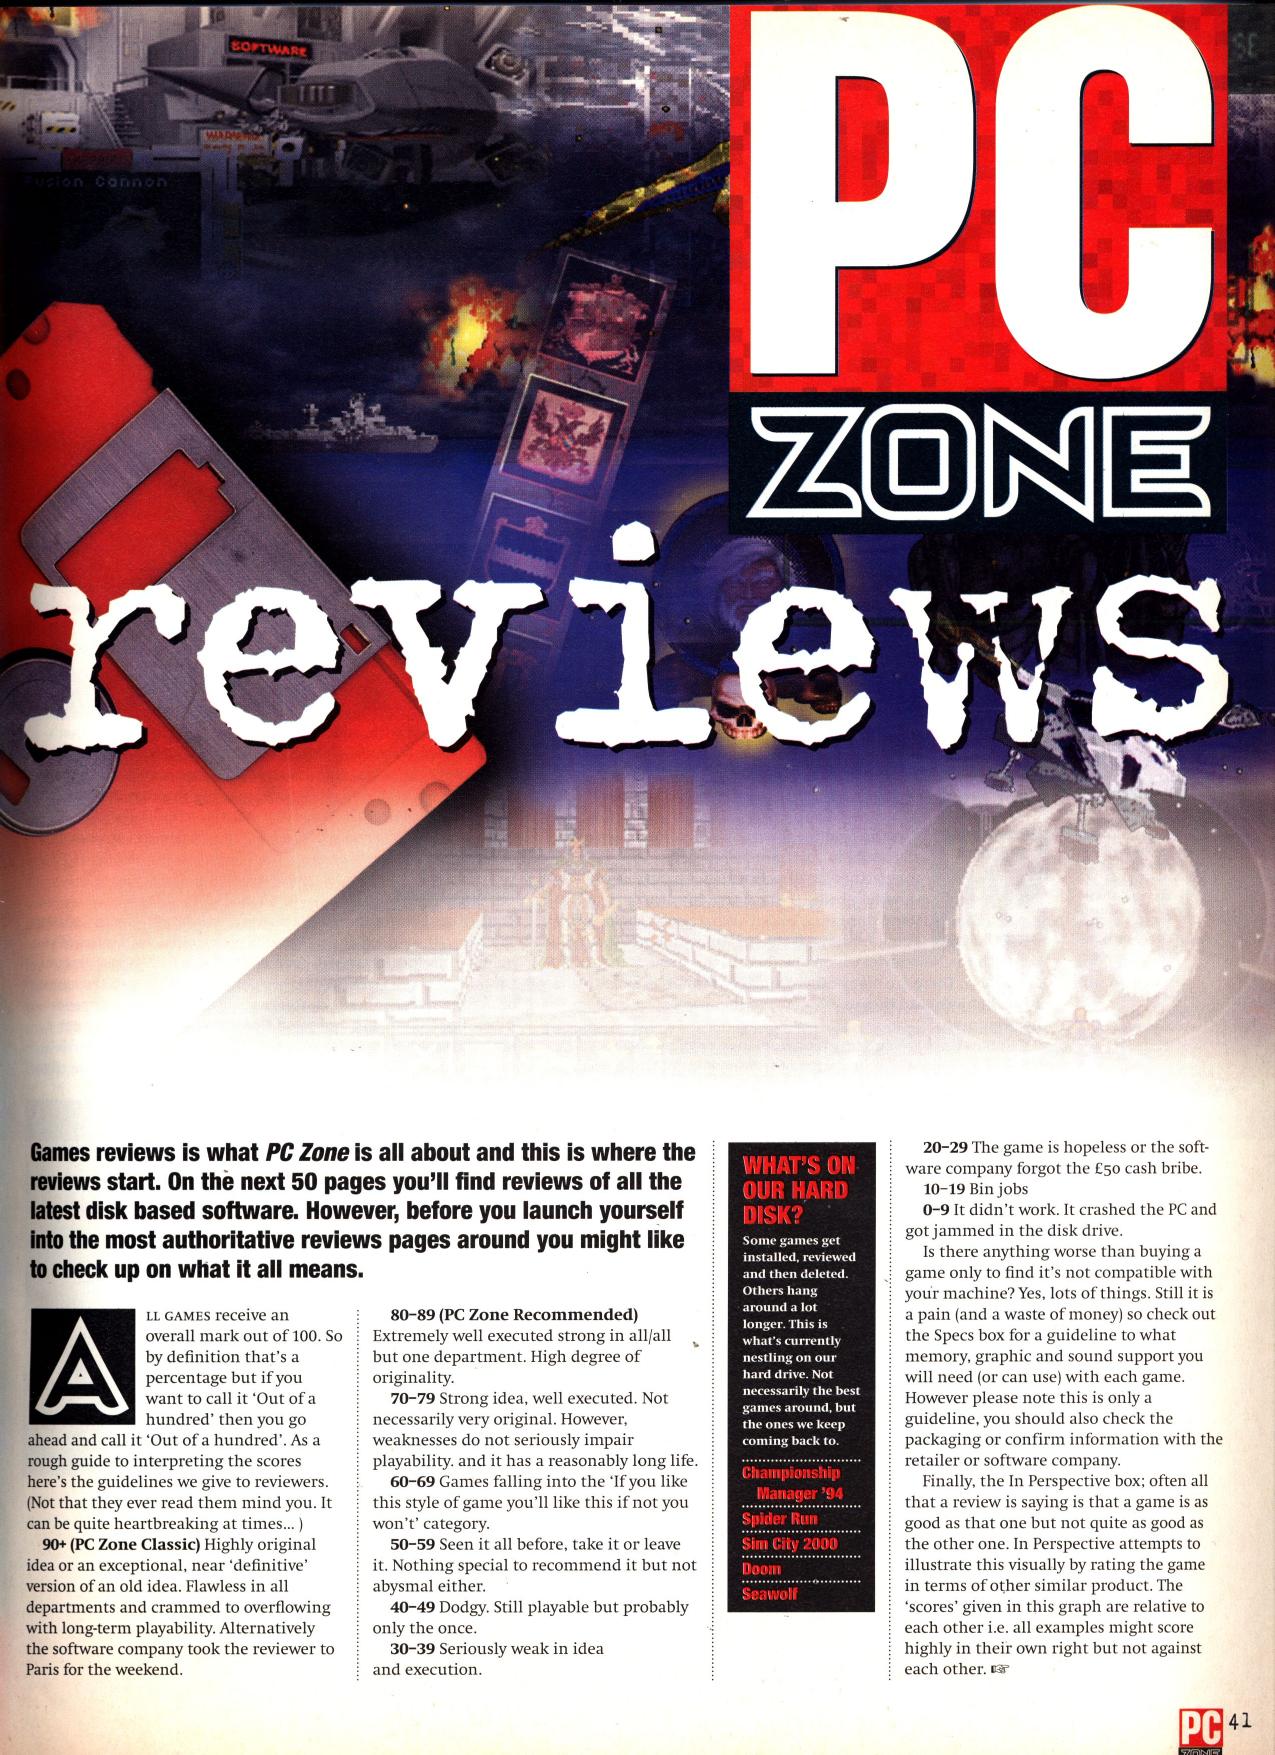 SOFTWARE
Fusion Cannon
PC
ZONE
reviews
Games reviews is what PC Zone is all about and this is where the
reviews start. On the next 50 pages you'll find reviews of all the
latest disk based software. However, before you launch yourself
into the most authoritative reviews pages around you might like
to check up on what it all means.
ALL GAMES receive an
overall mark out of 100. So
by definition that's a
percentage but if you
want to call it ‘Out of a
hundred’ then you go
ahead and call it ‘Out of a hundred’. As a
rough guide to interpreting the scores
here's the guidelines we give to reviewers.
(Not that they ever read them mind you. It
can be quite heartbreaking at times... )
90+ (PC Zone Classic) Highly original
idea or an exceptional, near ‘definitive’
version of an old idea. Flawless in all
departments and crammed to overflowing
with long-term playability. Alternatively
the software company took the reviewer to
Paris for the weekend.
80–89 (PC Zone Recommended)
Extremely well executed strong in all/all
but one department. High degree of
originality.
70–79 Strong idea, well executed. Not
necessarily very original. However,
weaknesses do not seriously impair
playability. and it has a reasonably long life.
60–69 Games falling into the ‘If you like
this style of game you'll like this if not you
won't’ category.
50–59 Seen it all before, take it or leave
it. Nothing special to recommend it but not
abysmal either.
40–49 Dodgy. Still playable but probably
only the once.
30–39 Seriously weak in idea
and execution.
WHAT'S ON
OUR HARD
DISK?
Some games get
installed, reviewed
and then deleted.
Others hang
around a lot
longer. This is
what's currently
nestling on our
hard drive. Not
necessarily the best
games around, but
the ones we keep
coming back to.
Championship
Manager '94
Spider Run
Sim City 2000
Doom
Seawolf
20–29 The game is hopeless or the soft-
ware company forgot the £50 cash bribe.
10–19 Bin jobs
0–9 It didn't work. It crashed the PC and
got jammed in the disk drive.
Is there anything worse than buying a
game only to find it's not compatible with
your machine? Yes, lots of things. Still it is
a pain (and a waste of money) so check out
the Specs box for a guideline to what
memory, graphic and sound support you
will need (or can use) with each game.
However please note this is only a
guideline, you should also check the
packaging or confirm information with the
retailer or software company.
Finally, the In Perspective box; often all
that a review is saying is that a game is as
good as that one but not quite as good as
the other one. In Perspective attempts to
illustrate this visually by rating the game
in terms of other similar product. The
‘scores’ given in this graph are relative to
each other i.e. all examples might score
highly in their own right but not against
each other. ☞
PC
ZONE
41